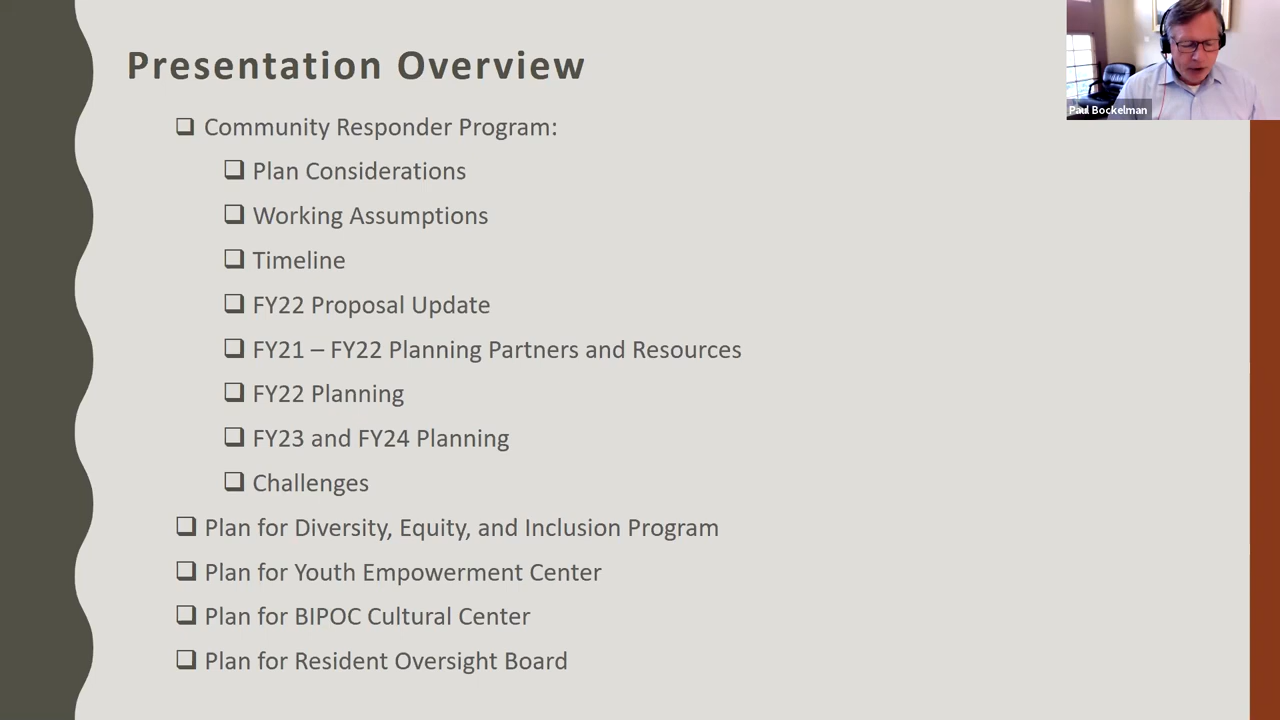 Presentation Overview
Paul Bockelman
Community Responder Program:
Plan Considerations
Working Assumptions
Timeline
FY22 Proposal Update
FY21 – FY22 Planning Partners and Resources
FY22 Planning
FY23 and FY24 Planning
Challenges
Plan for Diversity, Equity, and Inclusion Program
Plan for Youth Empowerment Center
Plan for BIPOC Cultural Center
Plan for Resident Oversight Board